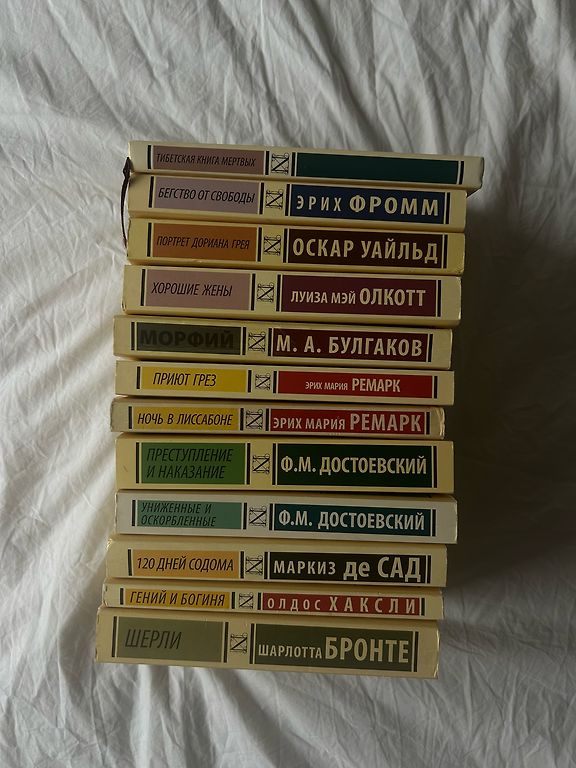 ТИБЕТСКАЯ КНИГА МЕРТВЫХ
БЕГСТВО ОТ СВОБОДЫ ЭРИХ ФРОММ
ПОРТРЕТ ДОРИАНА ГРЕЯ ОСКАР УАЙЛЬД
ХОРОШИЕ ЖЕНЫ ЛУИЗА МЭЙ ОЛКОТТ
МОРФИЙ М. А. БУЛГАКОВ
ПРИЮТ ГРЕЗ ЭРИХ МАРИЯ РЕМАРК
НОЧЬ В ЛИССАБОНЕ ЭРИХ МАРИЯ РЕМАРК
ПРЕСТУПЛЕНИЕ
И НАКАЗАНИЕ
Ф.М. ДОСТОЕВСКИЙ
УНИЖЕННЫЕ И
ОСКОРБЛЕННЫЕ
Ф.М. ДОСТОЕВСКИЙ
120 ДНЕЙ СОДОМА МАРКИЗ де САД
ГЕНИЙ И БОГИНЯ ОЛДОС ХАКСЛИ
ШЕРЛИ ШАРЛОТТА БРОНТЕ